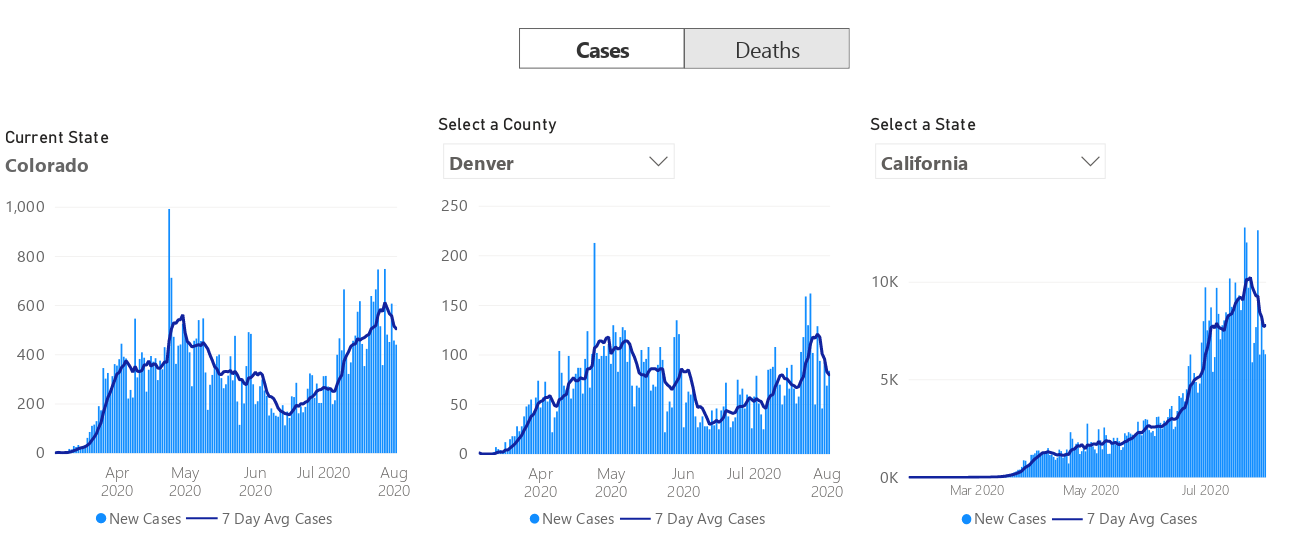 Cases
Deaths
Current State
Colorado
Select a County
Denver
Select a State
California
1,000
800
600
400
200
0
Apr 2020
May 2020
Jun 2020
Jul 2020
Aug 2020
New Cases
7 Day Avg Cases
250
200
150
100
50
0
Apr 2020
May 2020
Jun 2020
Jul 2020
Aug 2020
New Cases
7 Day Avg Cases
10K
5K
0K
Mar 2020
May 2020
Jul 2020
New Cases
7 Day Avg Cases